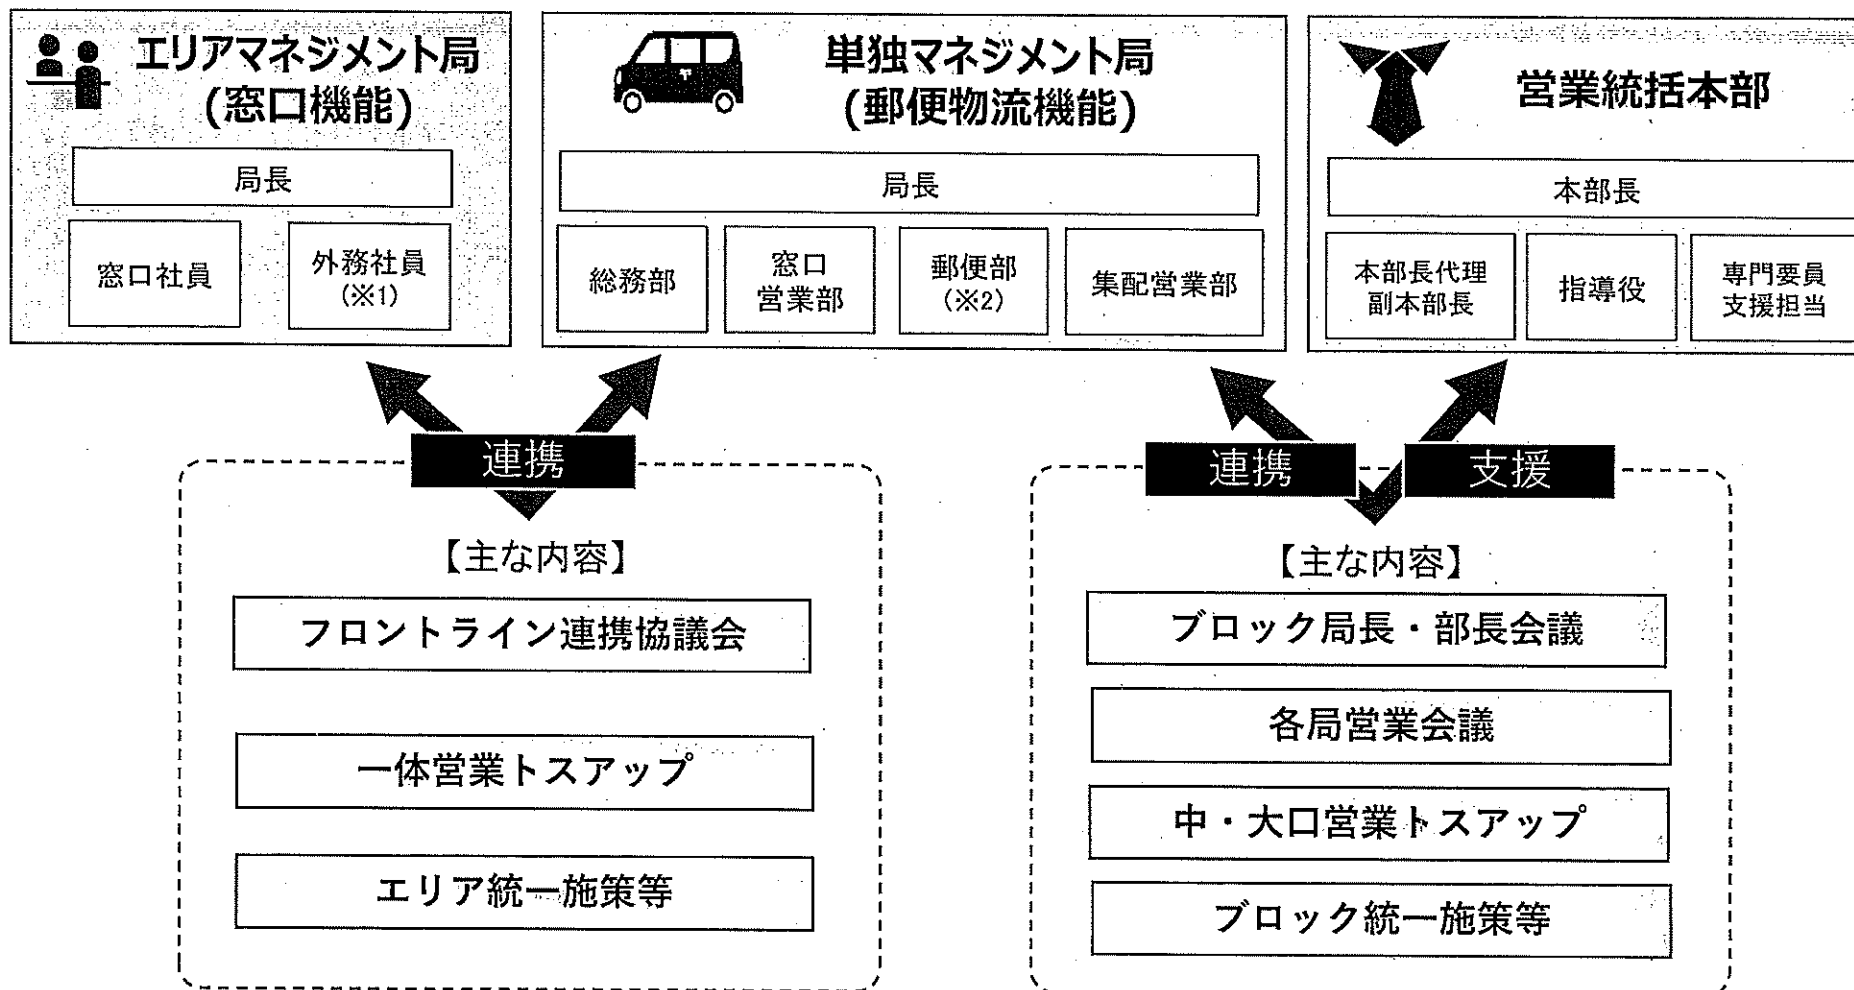 エリアマネジメント局
(窓口機能)
局長
窓口社員
外務社員
(※1)
単独マネジメント局
(郵便物流機能)
局長
総務部
窓口
営業部
郵便部
(※2)
集配営業部
営業統括本部
本部長
本部長代理
副本部長
指導役
専門要員
支援担当
連携
【主な内容】
フロントライン連携協議会
一体営業トスアップ
エリア統一施策等
連携
支援
【主な内容】
ブロック局長・部長会議
各局営業会議
中・大口営業トスアップ
ブロック統一施策等